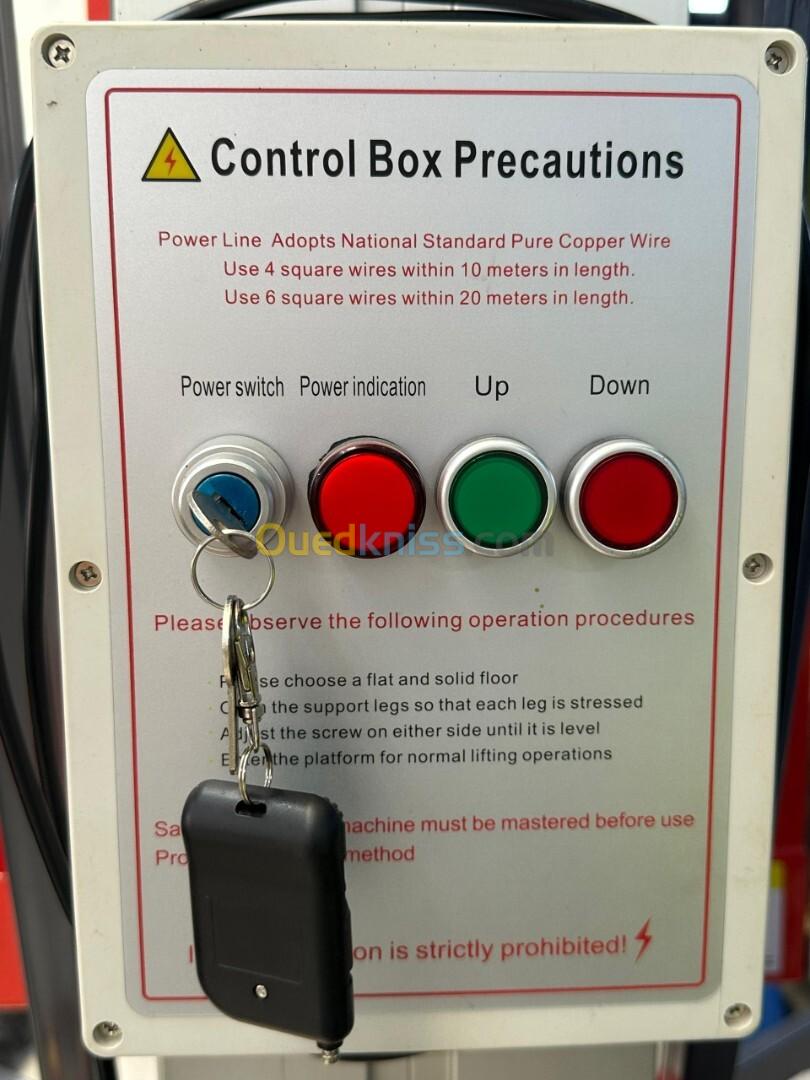 Control Box Precautions
Power Line Adopts National Standard Pure Copper Wire
Use 4 square wires within 10 meters in length.
Use 6 square wires within 20 meters in length.
Power switch Power indication Up Down
Ouedkniss.com
Please observe the following operation procedures
choose a flat and solid floor
the support legs so that each leg is stressed
Adjust the screw on either side until it is level
the platform for normal lifting operations
machine must be mastered before use
method
is strictly prohibited!